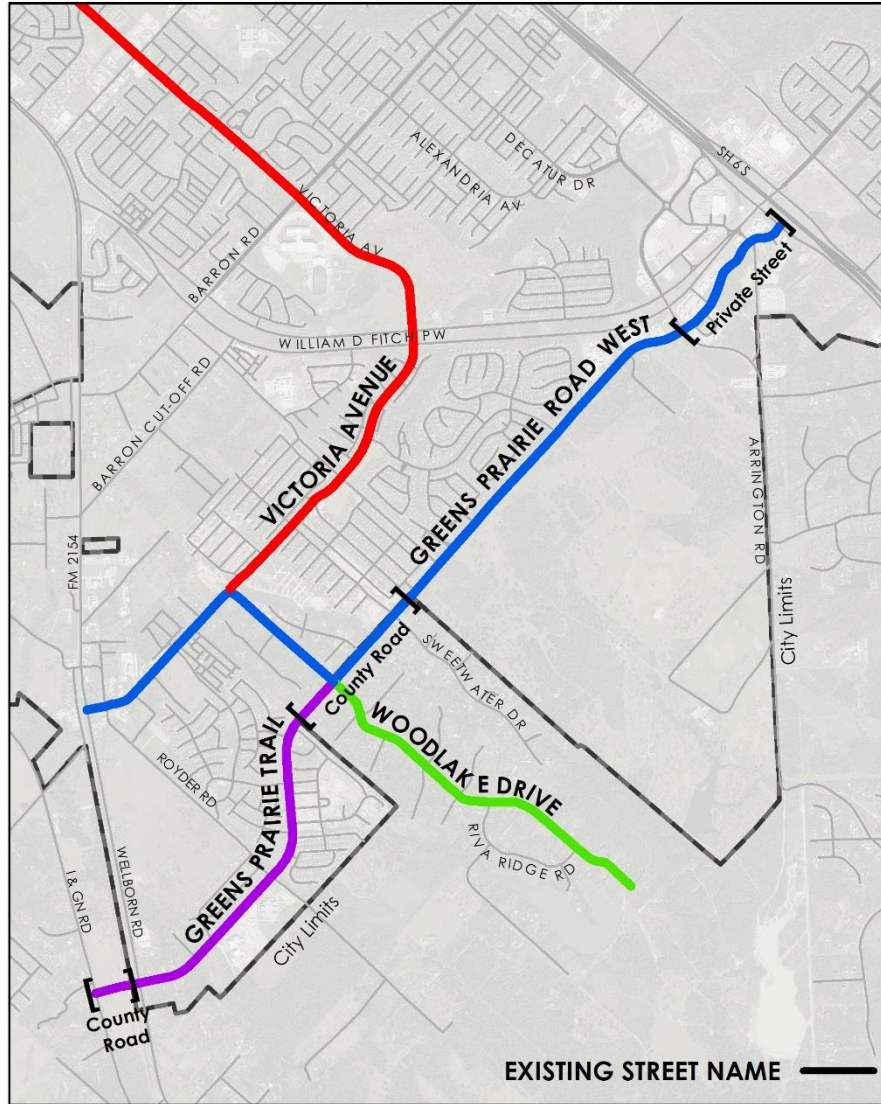 SH 6 S
DECATUR DR
ALEXANDRIA AV
VICTORIA AV
BARRON RD
Private Street
WILLIAM D FITCH PW
GREENS PRAIRIE ROAD WEST
VICTORIA AVENUE
BARRON CUT-OFF RD
ARRINGTON RD
FM 2154
City Limits
County Road
SWEETWATER DR
WOODLAKE DRIVE
GREENS PRAIRIE TRAIL
ROYDER RD
RIVA RIDGE RD
I & GN RD
WELLBORN RD
City Limits
County
Road
EXISTING STREET NAME